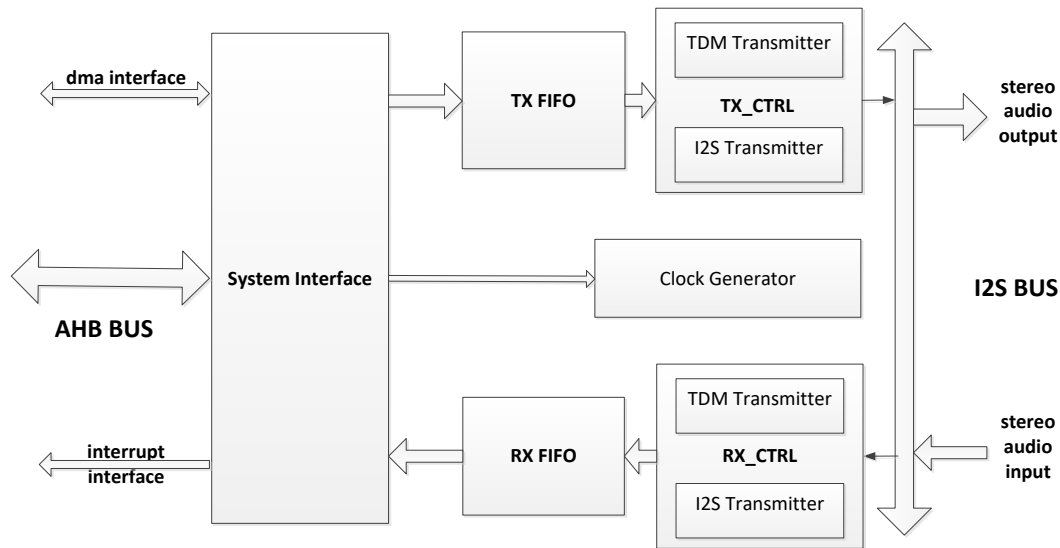 dma interface
AHB BUS
interrupt
interface
System Interface
TX FIFO
TDM Transmitter
TX_CTRL
I2S Transmitter
Clock Generator
RX FIFO
TDM Transmitter
RX_CTRL
I2S Transmitter
stereo
audio
output
I2S BUS
stereo
audio
input